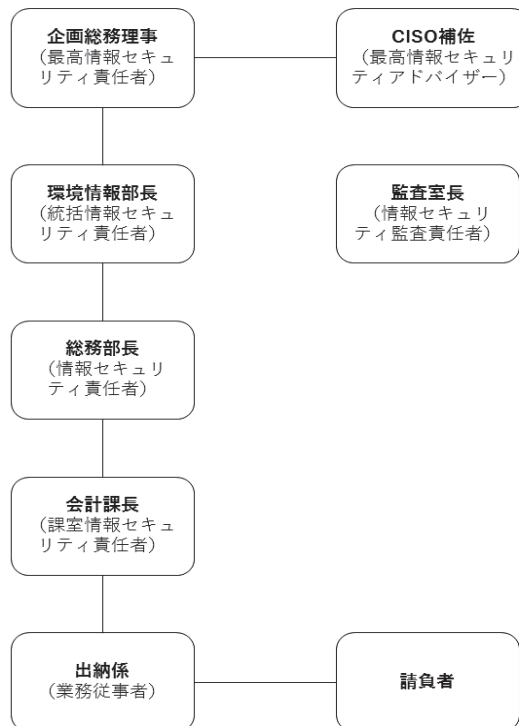 企画総務理事
（最高情報セキュ
リティ責任者）
CISO補佐
（最高情報セキュリ
ティアドバイザー）
環境情報部長
（統括情報セキュ
リティ責任者）
監査室長
（情報セキュリ
ティ監査責任者）
総務部長
（情報セキュリ
ティ責任者）
会計課長
（課室情報セキュ
リティ責任者）
出納係
（業務従事者）
請負者